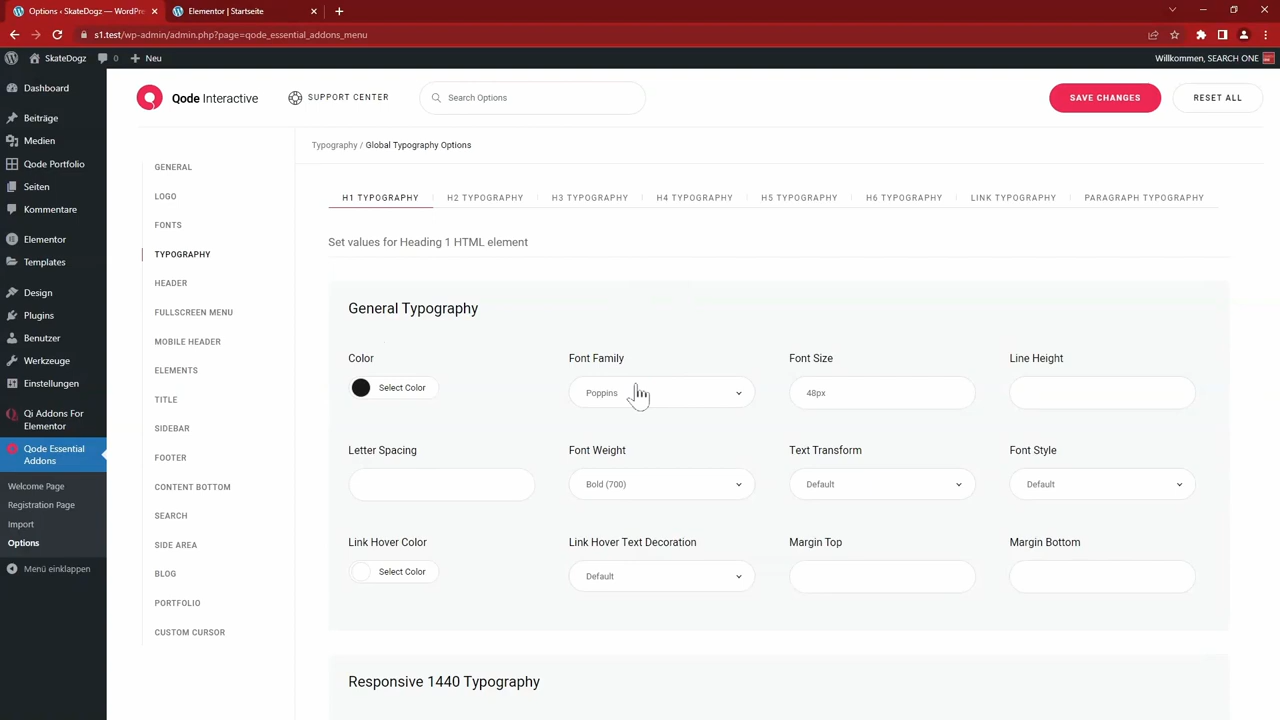 Options ‹ SkateDogz — WordPre
Elementor | Startseite
s1.test/wp-admin/admin.php?page=qode_essential_addons_menu
SkateDogz
0
Neu
Willkommen, SEARCH ONE
Dashboard
Beiträge
Medien
Qode Portfolio
Seiten
Kommentare
Elementor
Templates
Design
Plugins
Benutzer
Werkzeuge
Einstellungen
Qi Addons For
Elementor
Qode Essential
Addons
Welcome Page
Registration Page
Import
Options
Menü einklappen
Qode Interactive
SUPPORT CENTER
Search Options
SAVE CHANGES
RESET ALL
GENERAL
LOGO
FONTS
TYPOGRAPHY
HEADER
FULLSCREEN MENU
MOBILE HEADER
ELEMENTS
TITLE
SIDEBAR
FOOTER
CONTENT BOTTOM
SEARCH
SIDE AREA
BLOG
PORTFOLIO
CUSTOM CURSOR
Typography / Global Typography Options
H1 TYPOGRAPHY
H2 TYPOGRAPHY
H3 TYPOGRAPHY
H4 TYPOGRAPHY
H5 TYPOGRAPHY
H6 TYPOGRAPHY
LINK TYPOGRAPHY
PARAGRAPH TYPOGRAPHY
Set values for Heading 1 HTML element
General Typography
Color
Font Family
Font Size
Line Height
Select Color
Poppins
48px
Letter Spacing
Font Weight
Text Transform
Font Style
Bold (700)
Default
Default
Link Hover Color
Link Hover Text Decoration
Margin Top
Margin Bottom
Select Color
Default
Responsive 1440 Typography